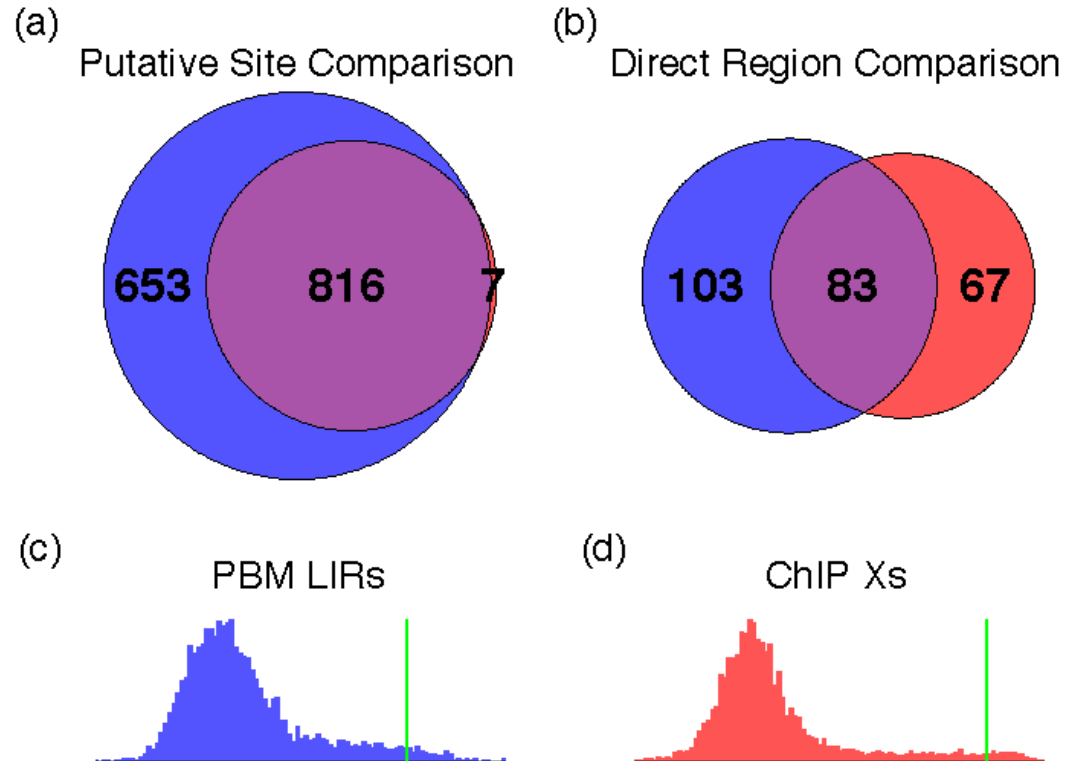 (a)
Putative Site Comparison
653 816 7
(b)
Direct Region Comparison
103 83 67
(c)
PBM LIRs
(d)
ChIP Xs